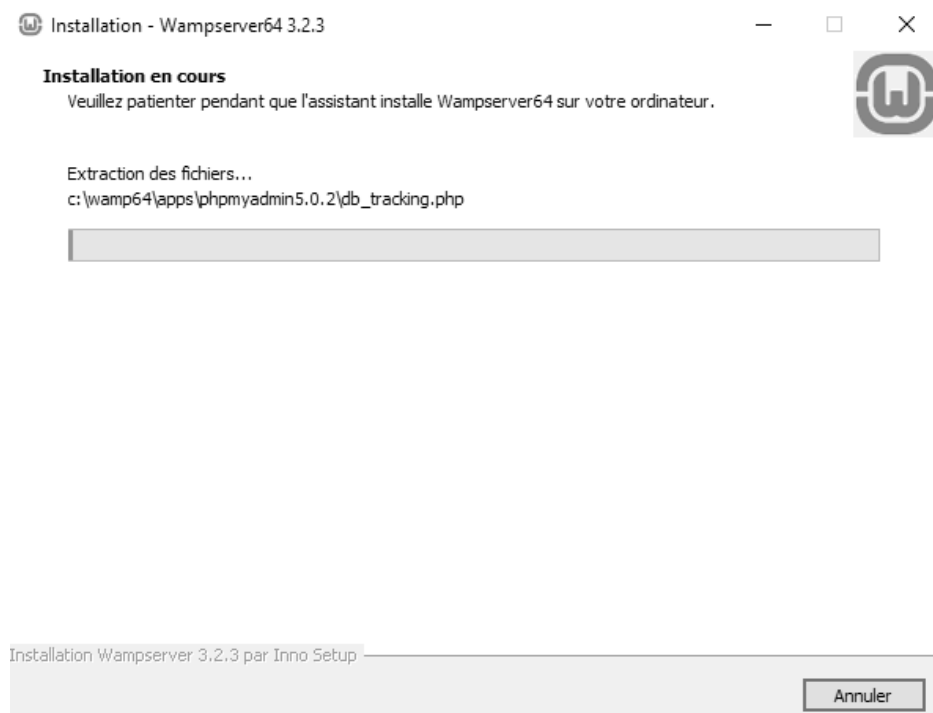 Installation - Wampserver64 3.2.3
Installation en cours
Veuillez patienter pendant que l'assistant installe Wampserver64 sur votre ordinateur.
Extraction des fichiers...
c:\wamp64\apps\phpmyadmin5.0.2\db_tracking.php
Installation Wampserver 3.2.3 par Inno Setup
Annuler